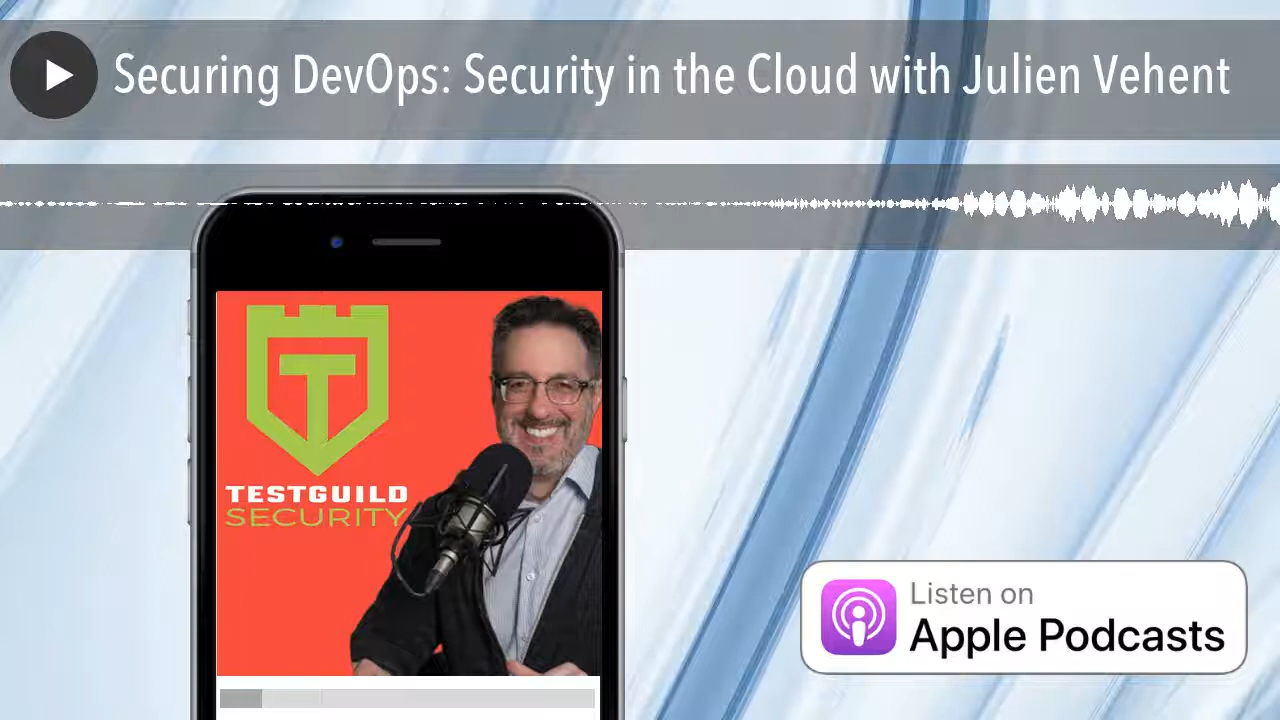 Securing DevOps: Security in the Cloud with Julien Vehent
T
TESTGUILD
SECURITY
Listen on
Apple Podcasts